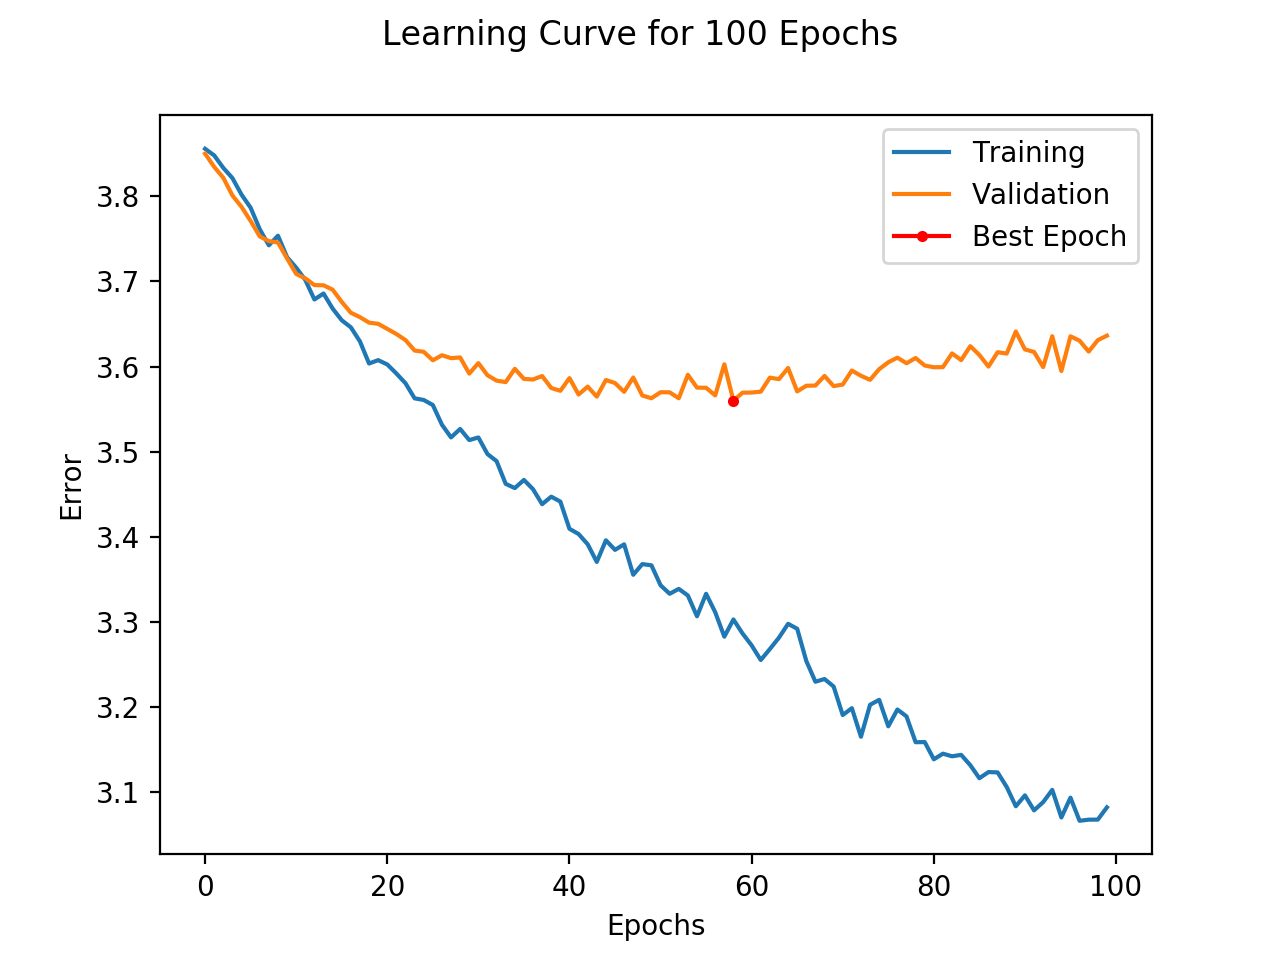 Learning Curve for 100 Epochs
Training
Validation
Best Epoch
3.8
3.7
3.6
3.5
3.4
3.3
3.2
3.1
Error
0 20 40 60 80 100
Epochs